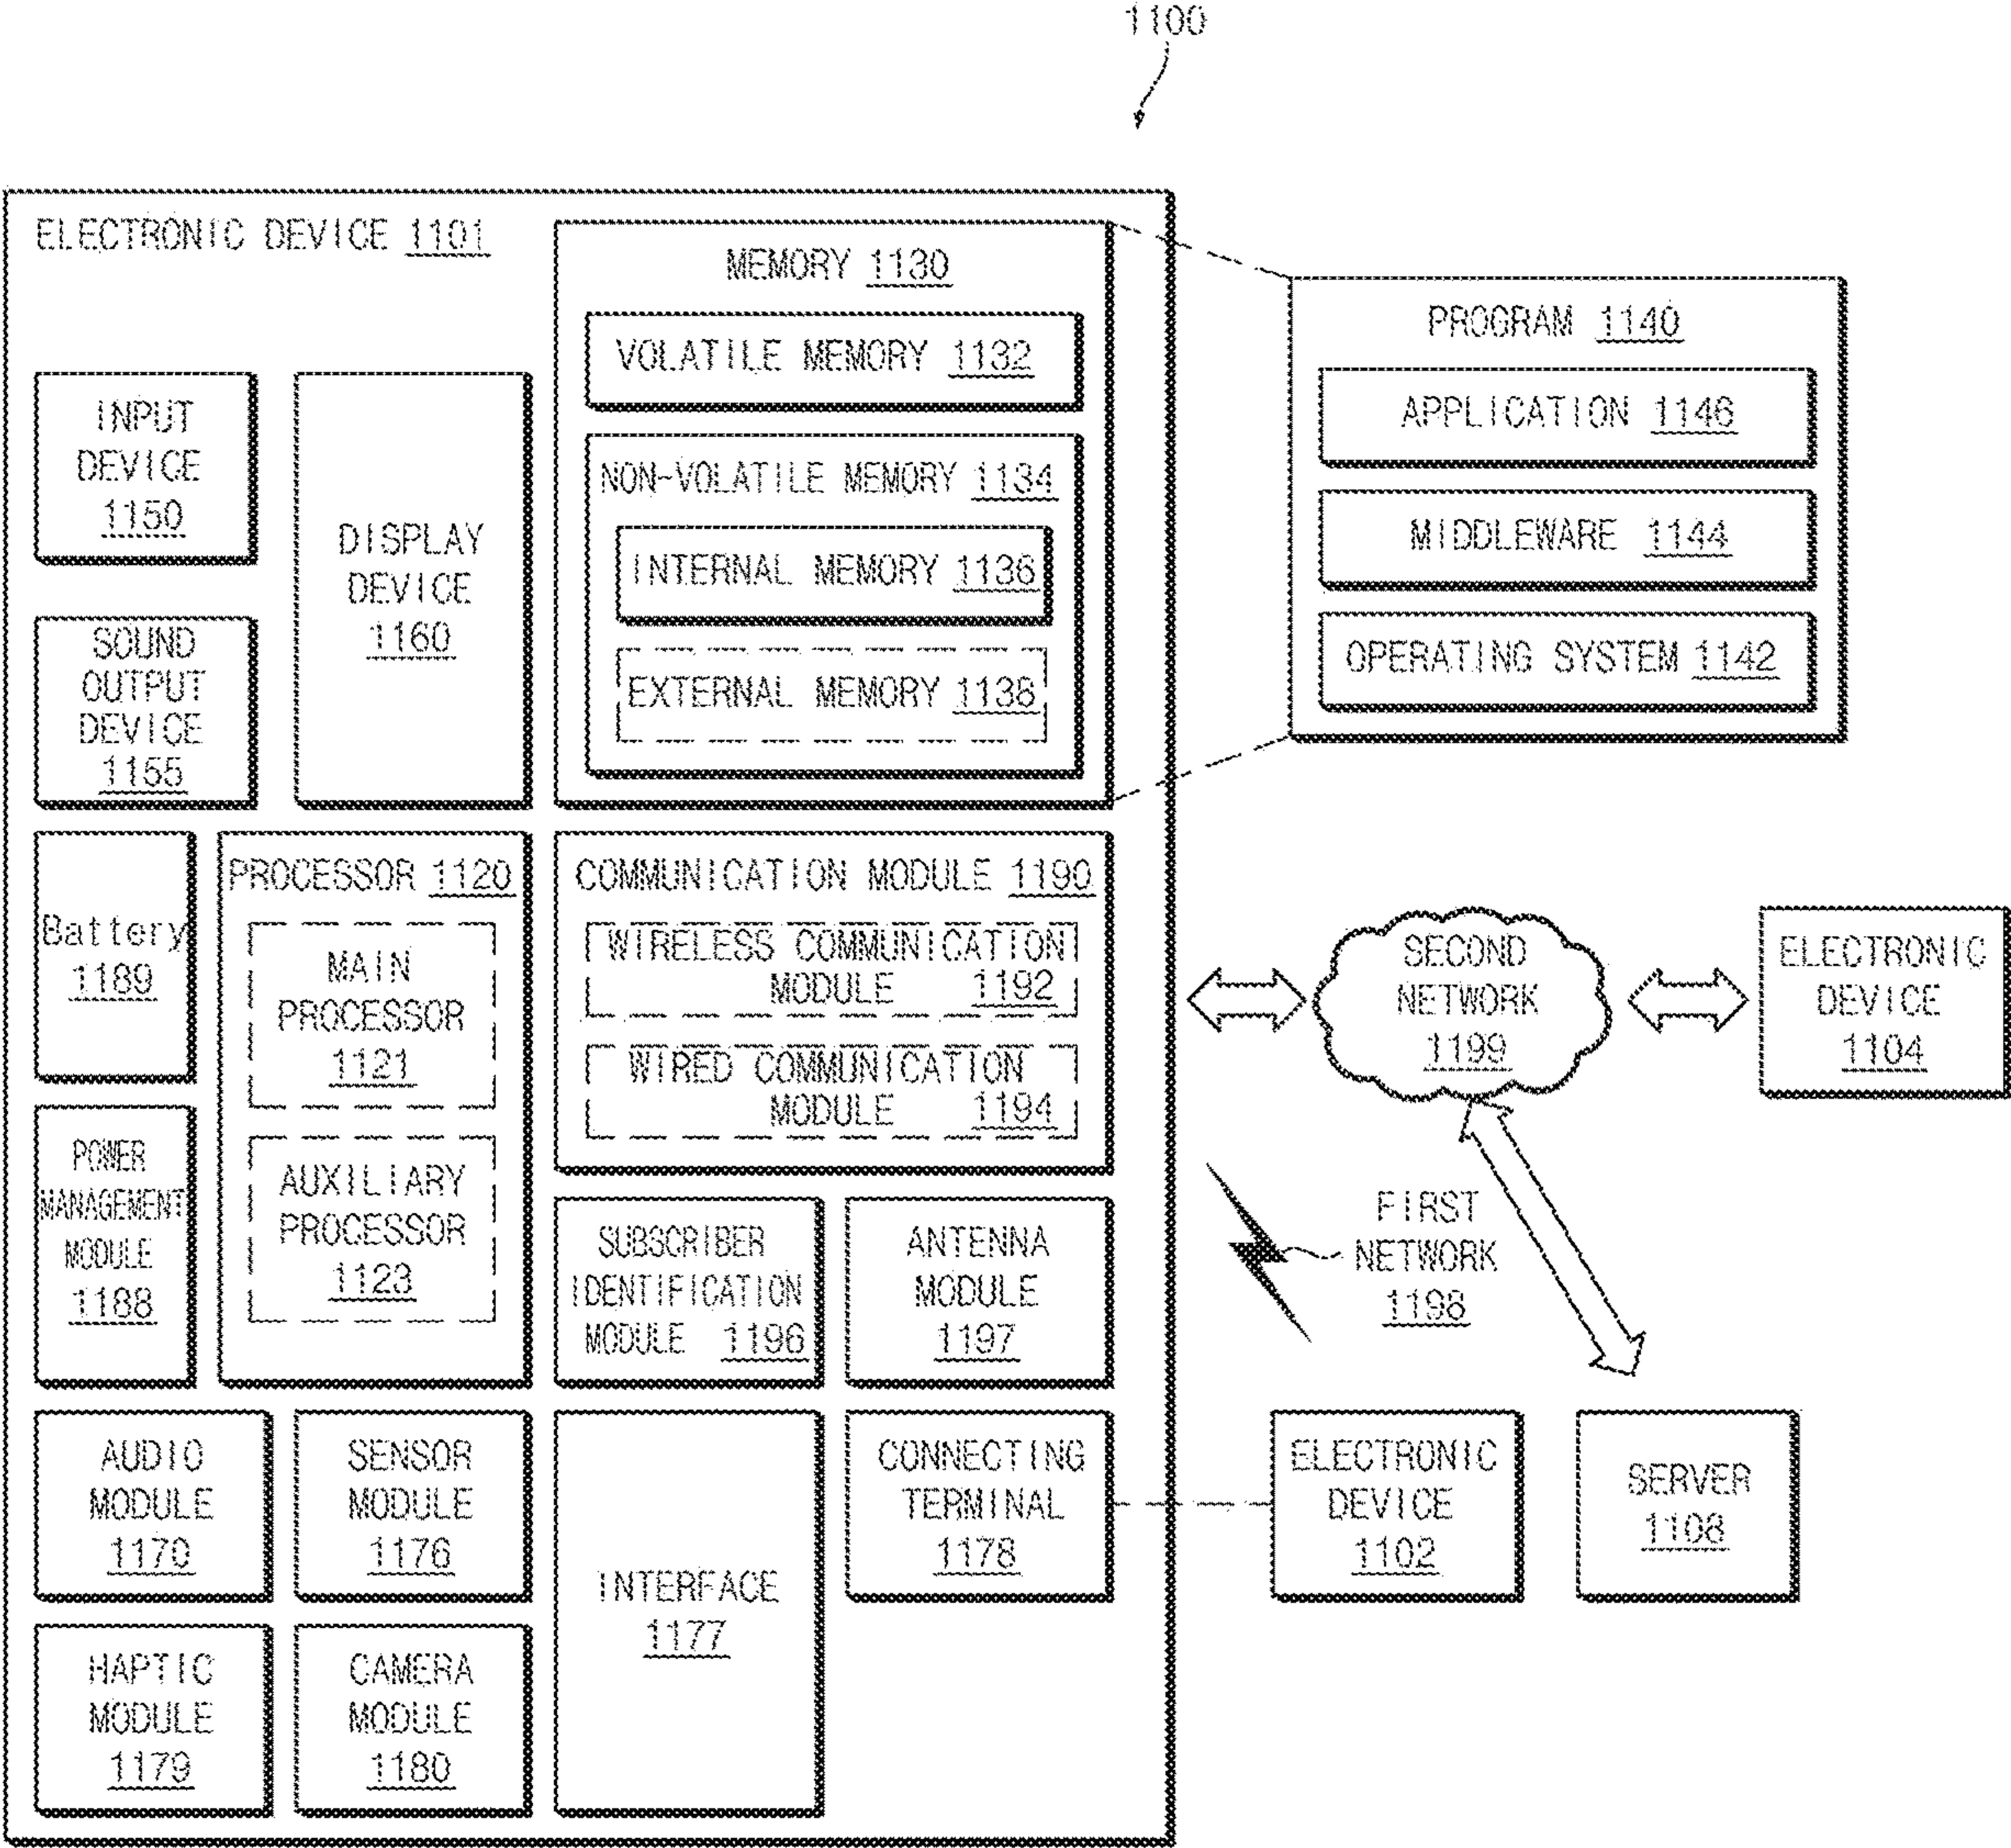 1100
ELECTRONIC DEVICE 1101
MEMORY 1130
VOLATILE MEMORY 1132
NON-VOLATILE MEMORY 1134
INTERNAL MEMORY 1136
EXTERNAL MEMORY 1138
PROGRAM 1140
APPLICATION 1146
MIDDLEWARE 1144
OPERATING SYSTEM 1142
INPUT
DEVICE
1150
DISPLAY
DEVICE
1160
SOUND
OUTPUT
DEVICE
1155
Battery
1189
PROCESSOR 1120
MAIN
PROCESSOR
1121
AUXILIARY
PROCESSOR
1123
COMMUNICATION MODULE 1190
WIRELESS COMMUNICATION
MODULE 1192
WIRED COMMUNICATION
MODULE 1194
SECOND
NETWORK
1199
ELECTRONIC
DEVICE
1104
POWER
MANAGEMENT
MODULE
1188
SUBSCRIBER
IDENTIFICATION
MODULE 1196
ANTENNA
MODULE
1197
FIRST
NETWORK
1198
AUDIO
MODULE
1170
SENSOR
MODULE
1176
INTERFACE
1177
CONNECTING
TERMINAL
1178
ELECTRONIC
DEVICE
1102
SERVER
1108
HAPTIC
MODULE
1179
CAMERA
MODULE
1180